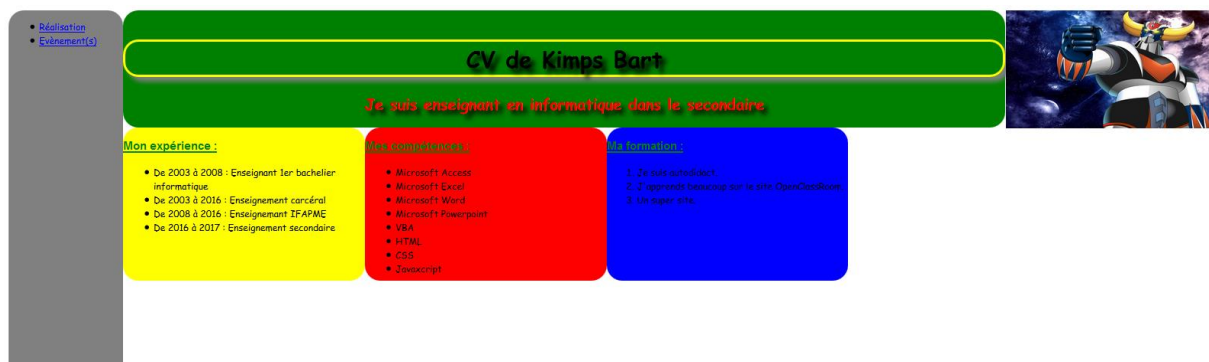 Réalisation
Evènement(s)
CV de Kimps Bart
Je suis enseignant en informatique dans le secondaire
Mon expérience :
De 2003 à 2008 : Enseignant 1er bachelier
informatique
De 2003 à 2016 : Enseignement carcéral
De 2008 à 2016 : Enseignemant IFAPME
De 2016 à 2017 : Enseignement secondaire
Mes compétences :
Microsoft Access
Microsoft Excel
Microsoft Word
Microsoft Powerpoint
VBA
HTML
CSS
Javaxcript
Ma formation :
1. Je suis autodidact
2. J'apprends beaucoup sur le site OpenClassRoom
3. Un super site.